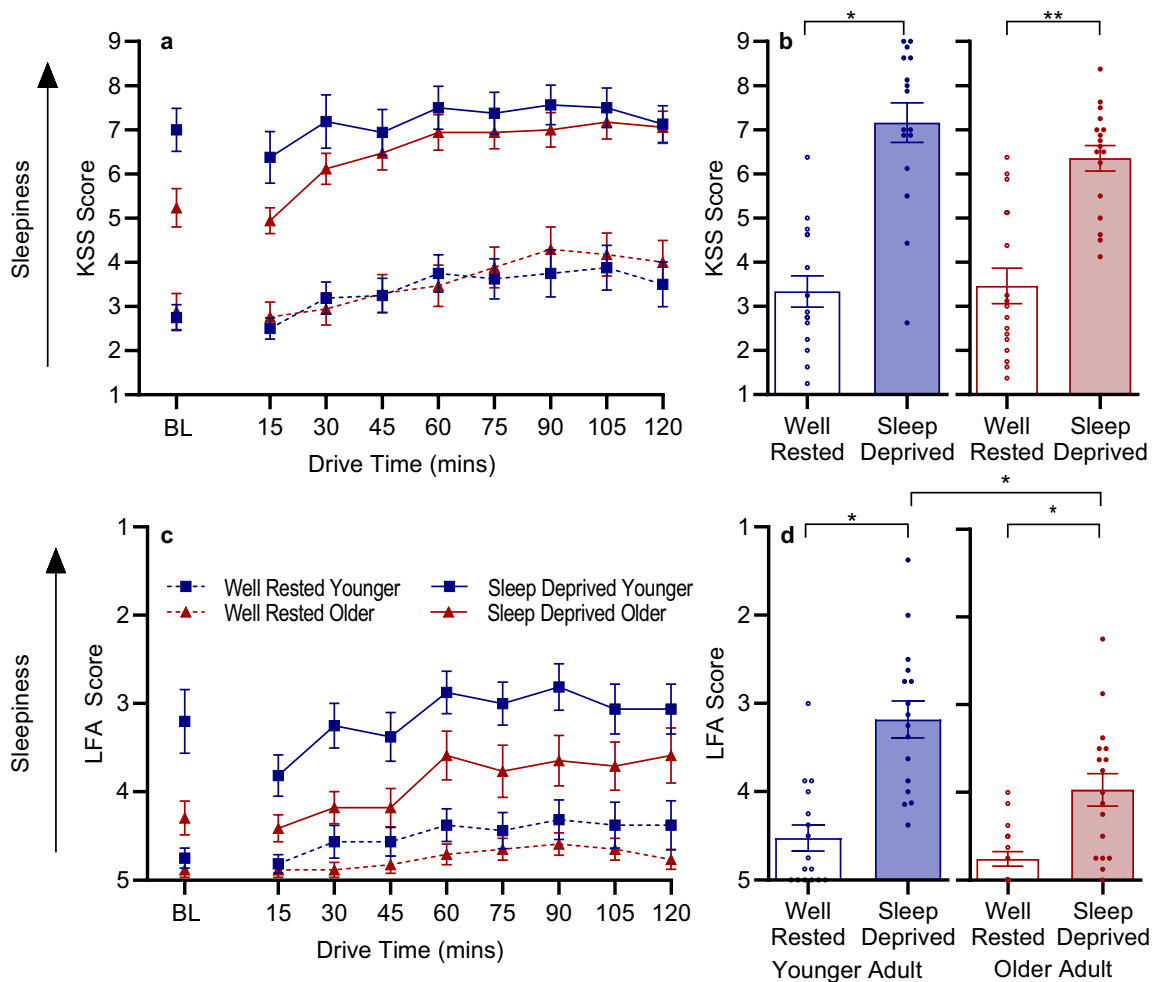 a
b
*
**
Sleepiness
KSS Score
9
8
7
6
5
4
3
2
1
BL
15
30
45
60
75
90
105
120
Drive Time (mins)
KSS Score
9
8
7
6
5
4
3
2
1
Well
Rested
Sleep
Deprived
Well
Rested
Sleep
Deprived
c
d
*
*
*
Sleepiness
LFA Score
1
2
3
4
5
Well Rested Younger
Sleep Deprived Younger
Well Rested Older
Sleep Deprived Older
BL
15
30
45
60
75
90
105
120
Drive Time (mins)
LFA Score
1
2
3
4
5
Well
Rested
Sleep
Deprived
Well
Rested
Sleep
Deprived
Younger Adult
Older Adult